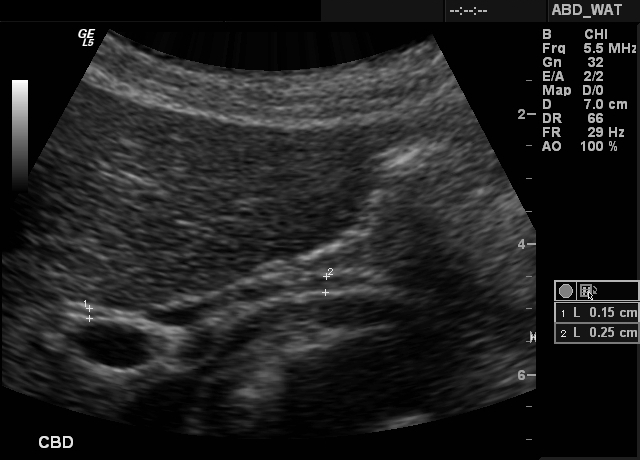 --:--:--
ABD_WAT
GE
L5
B CHI
Frq 5.5 MHz
Gn 32
E/A 2/2
Map D/0
D 7.0 cm
DR 66
FR 29 Hz
AO 100 %
2
4
6
1
2
1 L 0.15 cm
2 L 0.25 cm
CBD